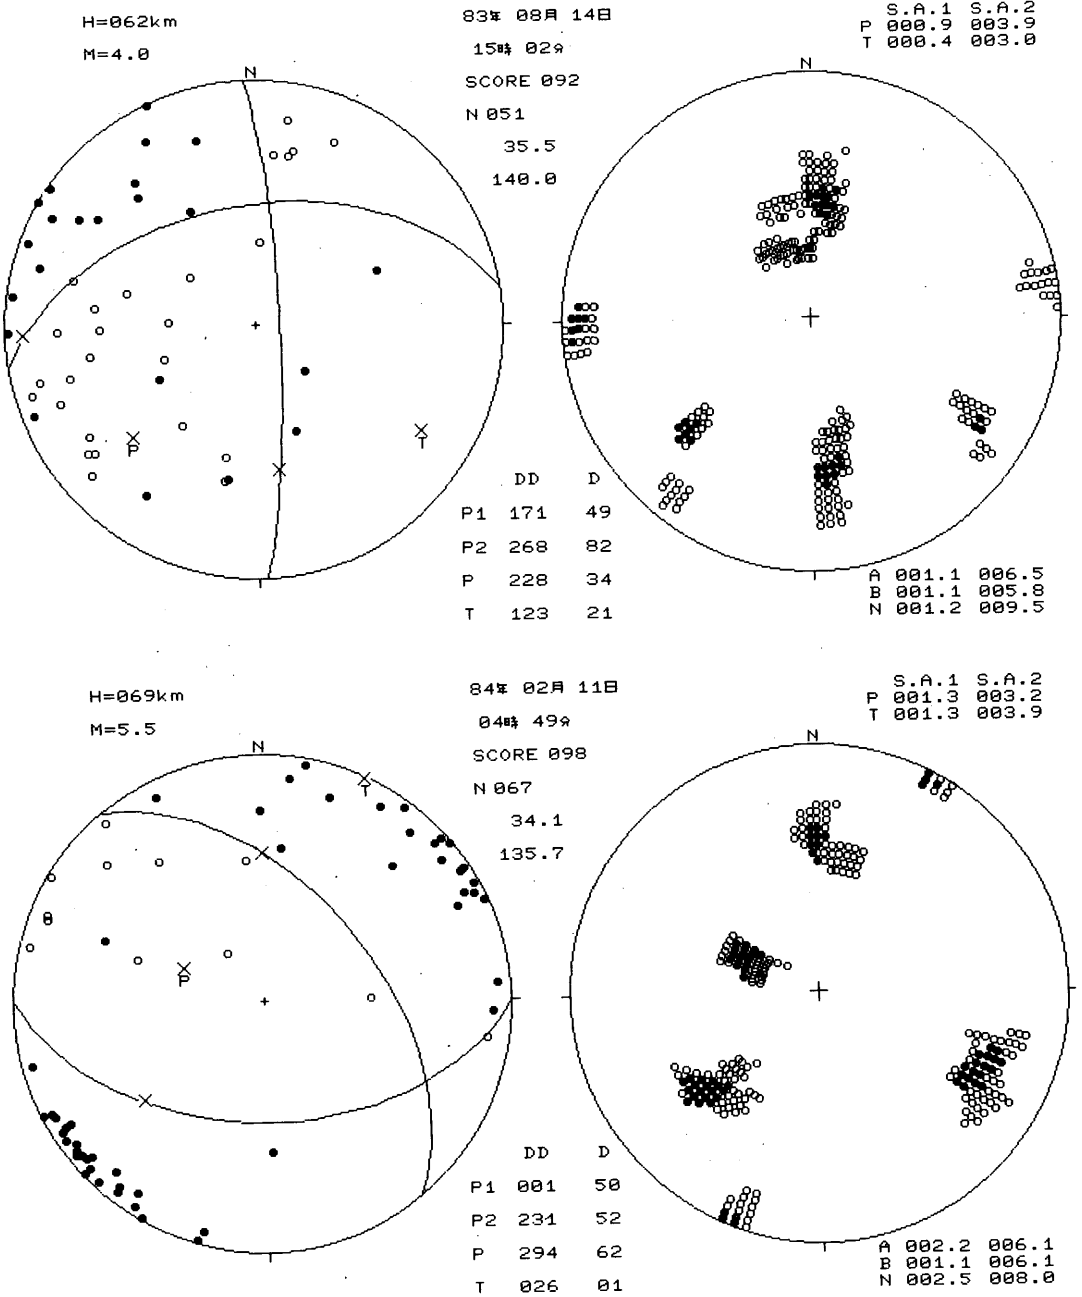 H=062km
M=4.0
83年 08月 14日
15時 02分
SCORE 092
N 051
35.5
140.0
S.A.1 S.A.2
P 000.9 003.9
T 000.4 003.0
N
N
P
T
DD D
P1 171 49
P2 268 82
P 228 34
T 123 21
A 001.1 006.5
B 001.1 005.8
N 001.2 009.5
H=069km
M=5.5
84年 02月 11日
04時 49分
SCORE 098
N 067
34.1
135.7
S.A.1 S.A.2
P 001.3 003.2
T 001.3 003.9
N
N
T
P
DD D
P1 001 50
P2 231 52
P 294 62
T 026 01
A 002.2 006.1
B 001.1 006.1
N 002.5 008.0